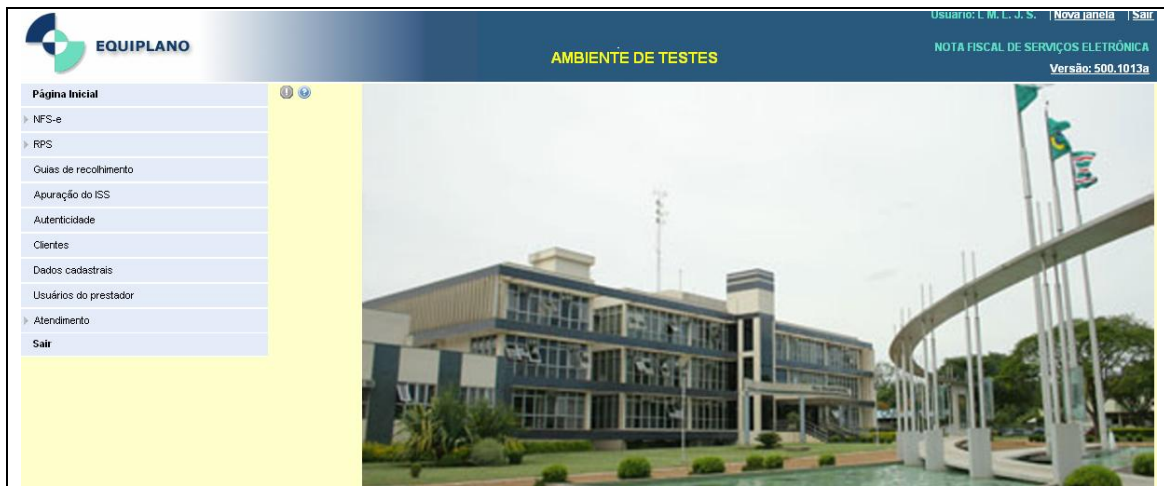 Usuário: I. M. L. J. S. | Nova janela | Sair
EQUIPLANO
AMBIENTE DE TESTES
NOTA FISCAL DE SERVIÇOS ELETRÔNICA
Versão: 500.1013a
Página Inicial
NFS-e
RPS
Guias de recolhimento
Apuração do ISS
Autenticidade
Clientes
Dados cadastrais
Usuários do prestador
Atendimento
Sair